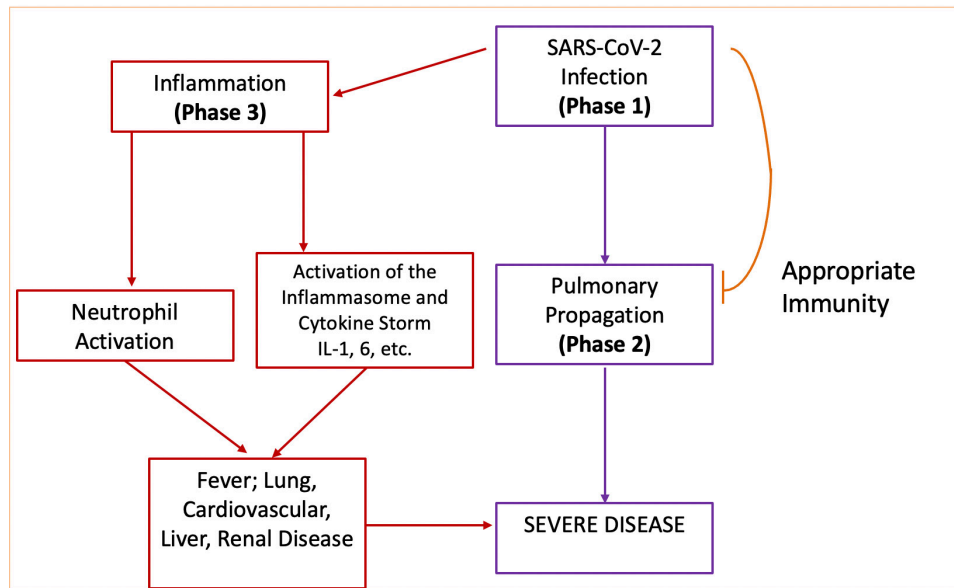 SARS-CoV-2
Infection
(Phase 1)
Inflammation
(Phase 3)
Activation of the
Inflammasome and
Cytokine Storm
IL-1, 6, etc.
Neutrophil
Activation
Pulmonary
Propagation
(Phase 2)
Appropriate
Immunity
Fever; Lung,
Cardiovascular,
Liver, Renal Disease
SEVERE DISEASE